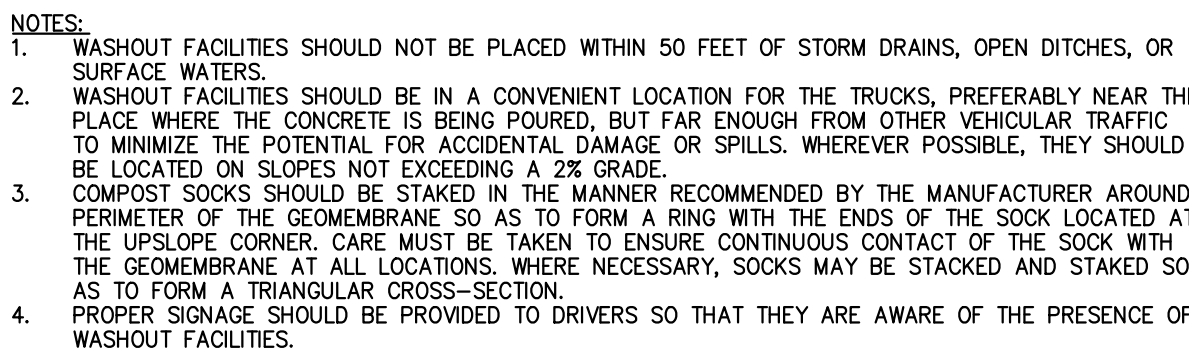 NOTES:
1. WASHOUT FACILITIES SHOULD NOT BE PLACED WITHIN 50 FEET OF STORM DRAINS, OPEN DITCHES, OR
SURFACE WATERS.
2. WASHOUT FACILITIES SHOULD BE IN A CONVENIENT LOCATION FOR THE TRUCKS, PREFERABLY NEAR THE
PLACE WHERE THE CONCRETE IS BEING POURED, BUT FAR ENOUGH FROM OTHER VEHICULAR TRAFFIC
TO MINIMIZE THE POTENTIAL FOR ACCIDENTAL DAMAGE OR SPILLS. WHEREVER POSSIBLE, THEY SHOULD
BE LOCATED ON SLOPES NOT EXCEEDING A 2% GRADE.
3. COMPOST SOCKS SHOULD BE STAKED IN THE MANNER RECOMMENDED BY THE MANUFACTURER AROUND
PERIMETER OF THE GEOMEMBRANE SO AS TO FORM A RING WITH THE ENDS OF THE SOCK LOCATED AT
THE UPSLOPE CORNER. CARE MUST BE TAKEN TO ENSURE CONTINUOUS CONTACT OF THE SOCK WITH
THE GEOMEMBRANE AT ALL LOCATIONS. WHERE NECESSARY, SOCKS MAY BE STACKED AND STAKED SO
AS TO FORM A TRIANGULAR CROSS-SECTION.
4. PROPER SIGNAGE SHOULD BE PROVIDED TO DRIVERS SO THAT THEY ARE AWARE OF THE PRESENCE OF
WASHOUT FACILITIES.